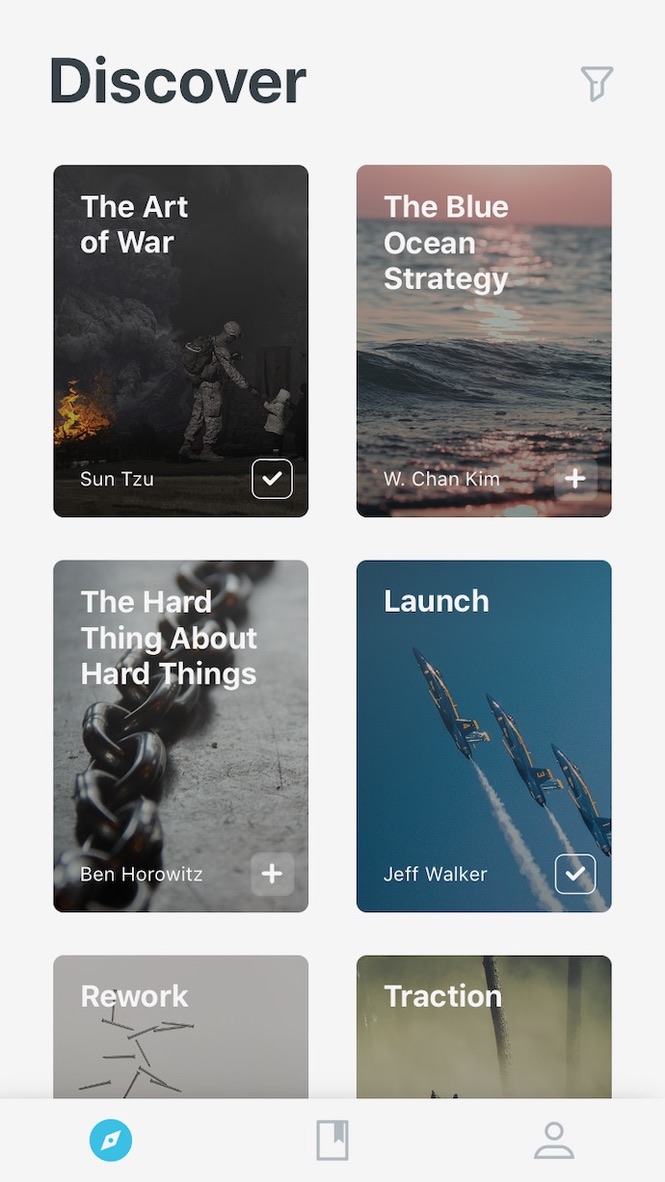 Discover
The Art
of War
Sun Tzu
The Blue
Ocean
Strategy
W. Chan Kim
The Hard
Thing About
Hard Things
Ben Horowitz
Launch
Jeff Walker
Rework
Traction